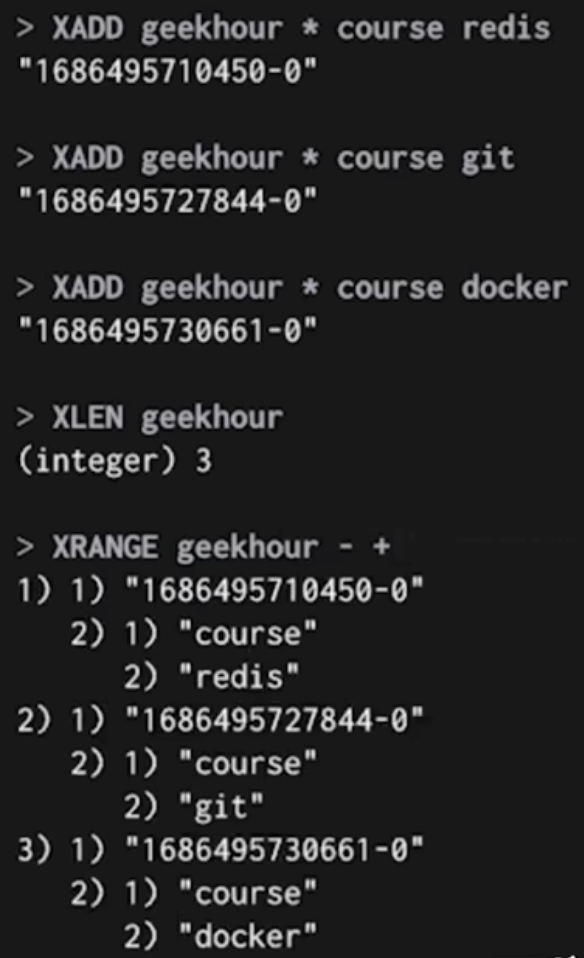 > XADD geekhour * course redis
"1686495710450-0"
> XADD geekhour * course git
"1686495727844-0"
> XADD geekhour * course docker
"1686495730661-0"
> XLEN geekhour
(integer) 3
> XRANGE geekhour - +
1) 1) "1686495710450-0"
   2) 1) "course"
      2) "redis"
2) 1) "1686495727844-0"
   2) 1) "course"
      2) "git"
3) 1) "1686495730661-0"
   2) 1) "course"
      2) "docker"